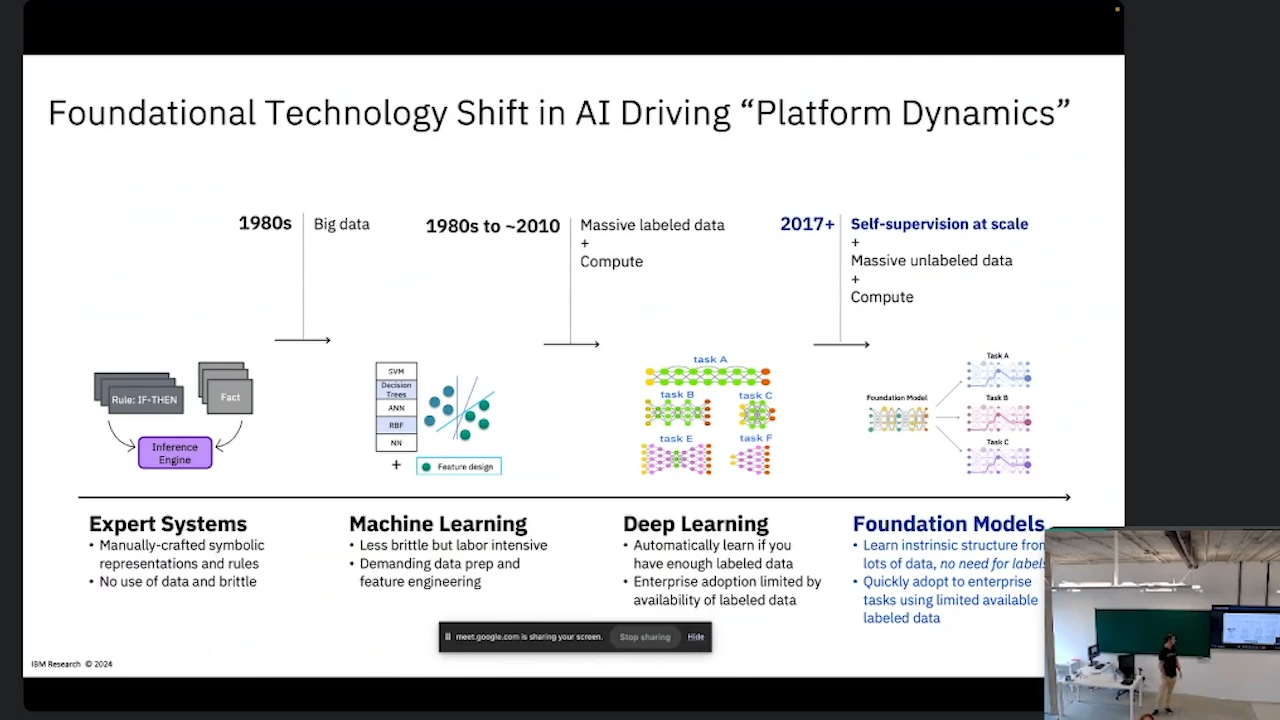 Foundational Technology Shift in AI Driving “Platform Dynamics”
1980s
Big data
1980s to ~2010
Massive labeled data
+
Compute
2017+
Self-supervision at scale
+
Massive unlabeled data
+
Compute
Rule: IF-THEN
Fact
Inference
Engine
SVM
Decision
Trees
ANN
RBF
NN
+
Feature design
task A
task B
task C
task E
task F
Foundation Model
Task A
Task B
Task C
Expert Systems
• Manually-crafted symbolic
representations and rules
• No use of data and brittle
Machine Learning
• Less brittle but labor intensive
• Demanding data prep and
feature engineering
Deep Learning
• Automatically learn if you
have enough labeled data
• Enterprise adoption limited by
availability of labeled data
Foundation Models
• Learn instrinsic structure from
lots of data, no need for labels
• Quickly adopt to enterprise
tasks using limited available
labeled data
meet.google.com is sharing your screen.
Stop sharing
Hide
IBM Research © 2024